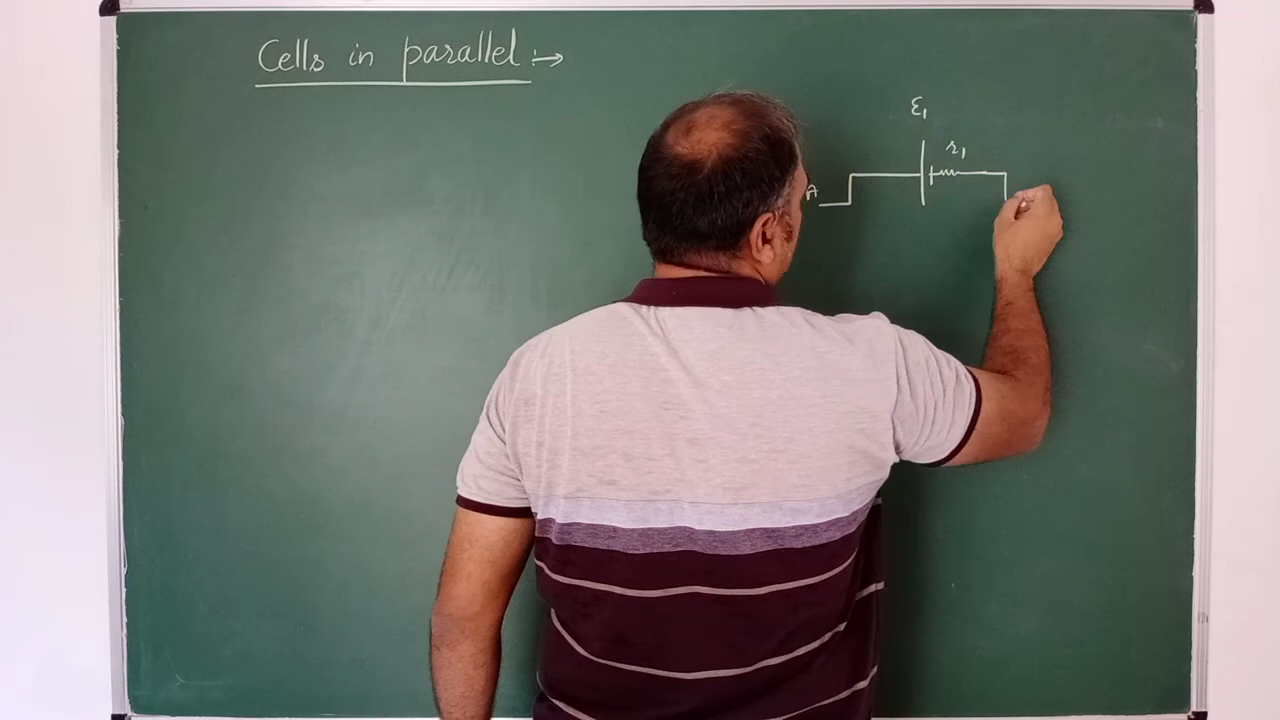 Cells in parallel :→
ε₁
r₁
A